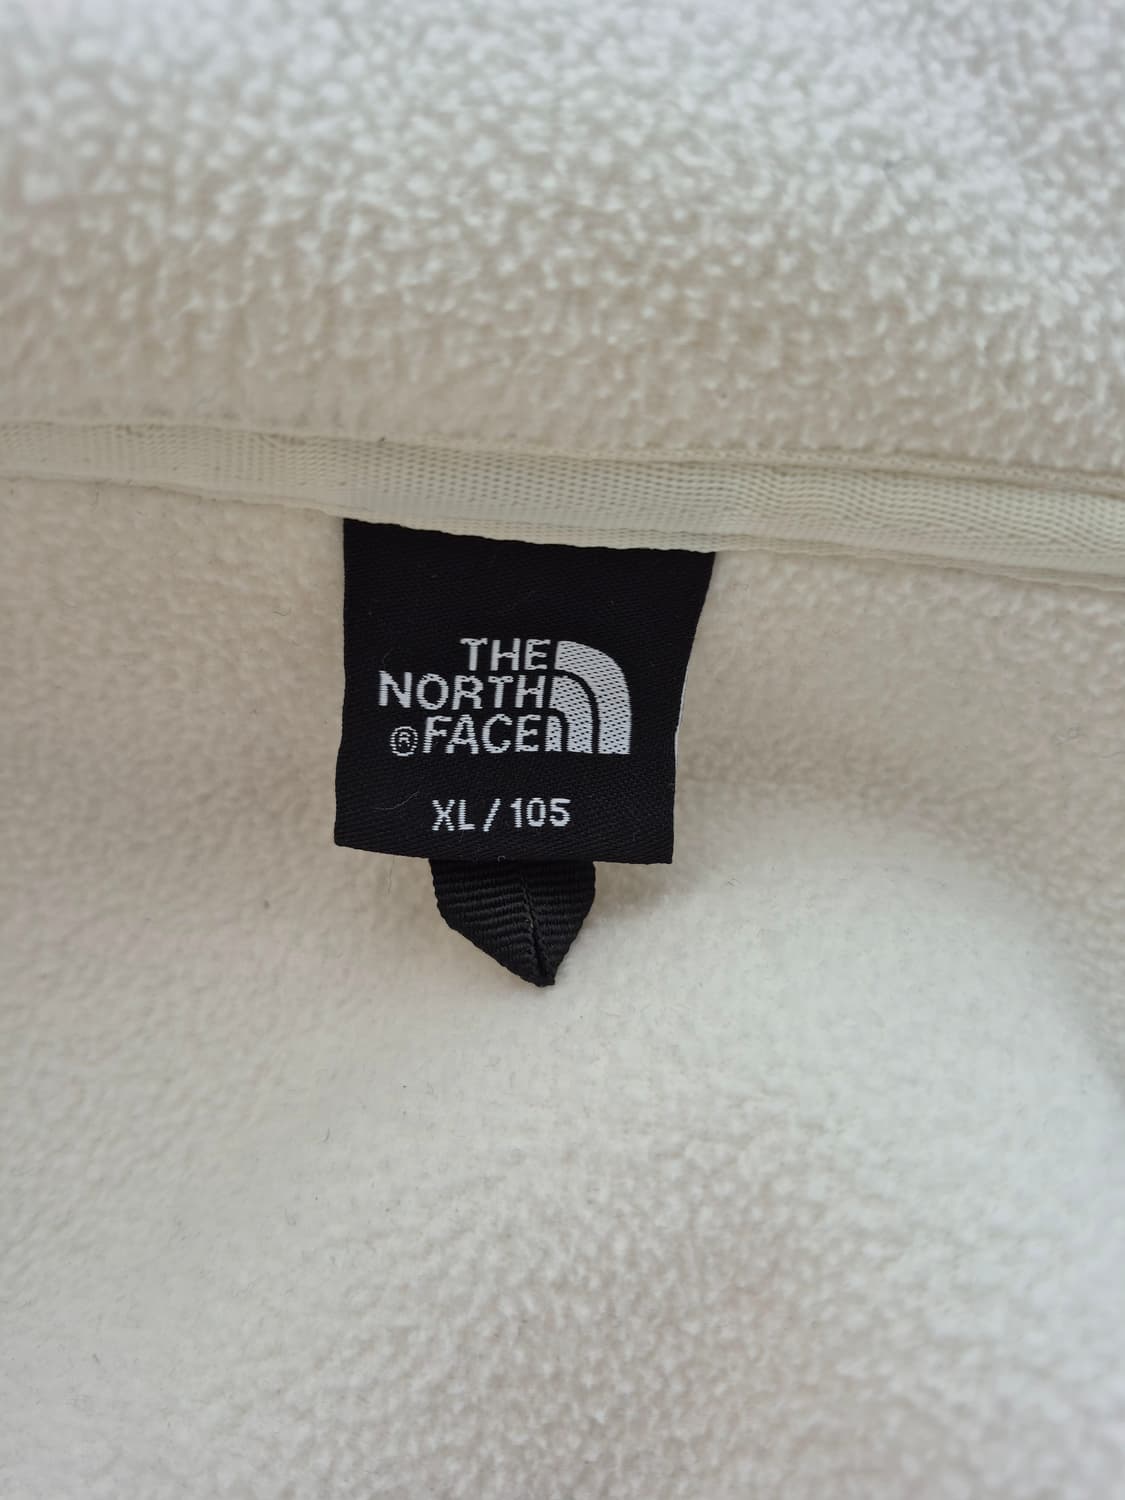 THE
NORTH
®FACE
XL/105